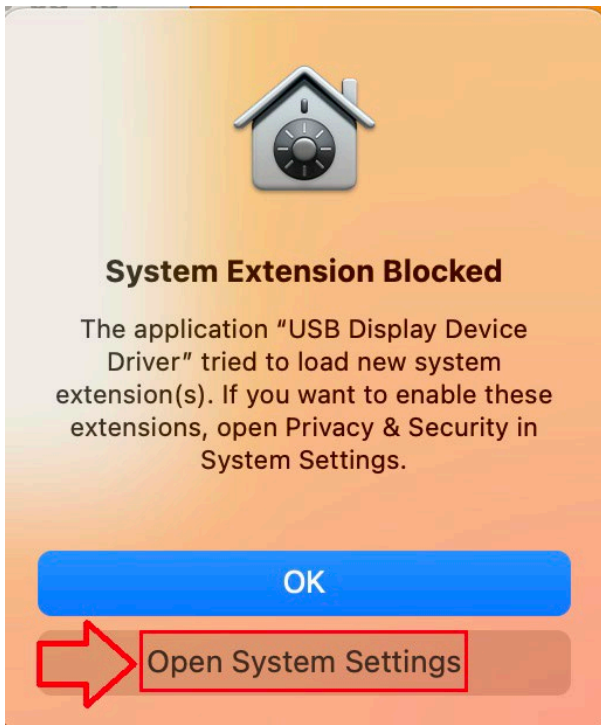 System Extension Blocked
The application “USB Display Device
Driver” tried to load new system
extension(s). If you want to enable these
extensions, open Privacy & Security in
System Settings.
OK
Open System Settings